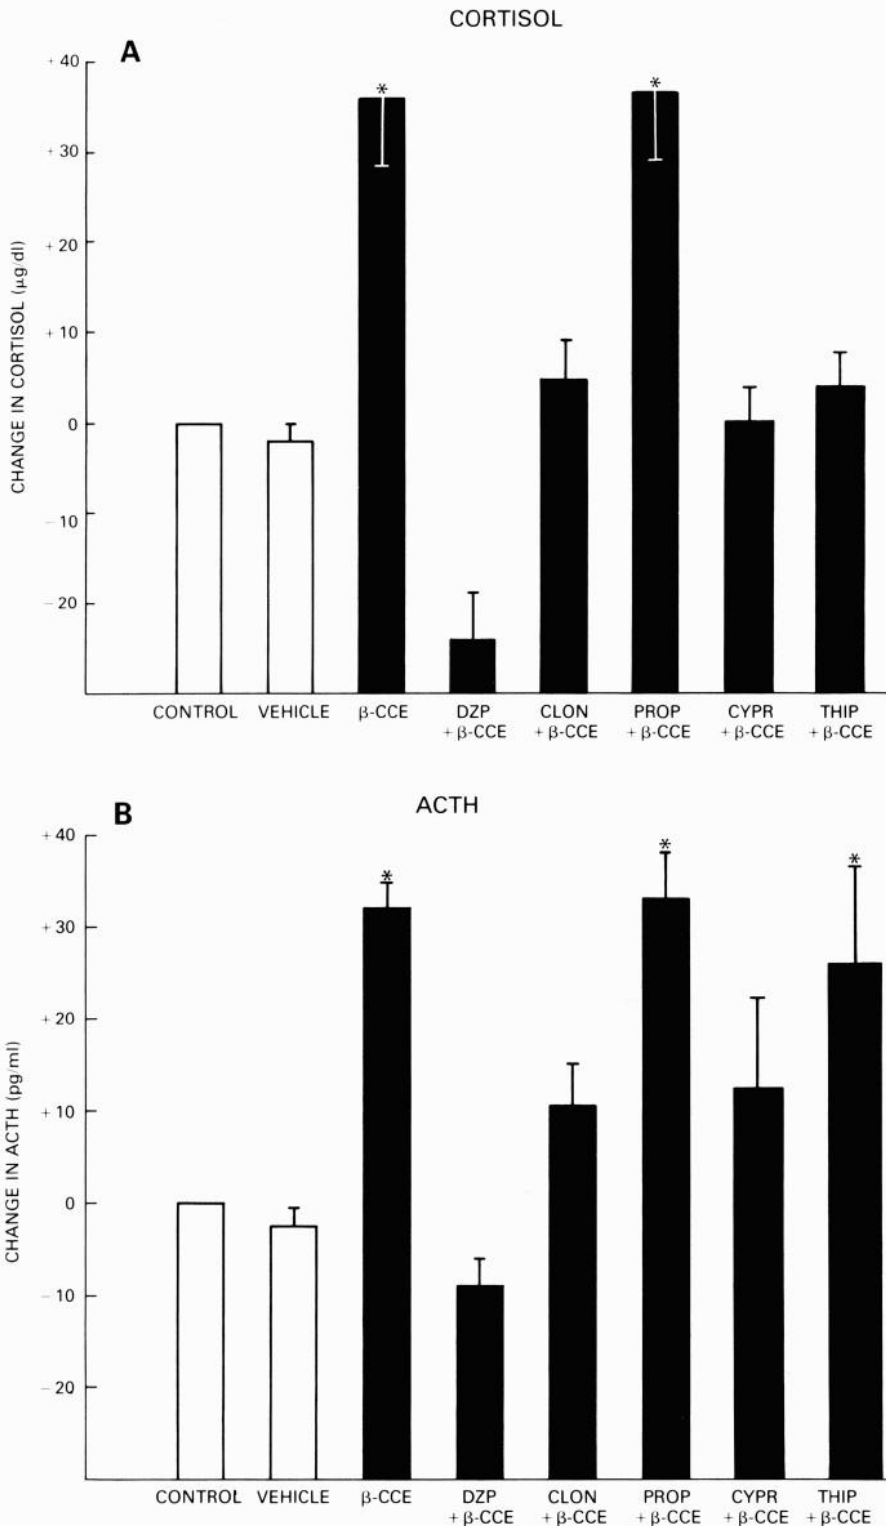 CORTISOL
A
+ 40
+ 30
+ 20
+ 10
0
- 10
- 20
CHANGE IN CORTISOL (µg/dl)
*
*
CONTROL VEHICLE β-CCE DZP CLON PROP CYPR THIP
+ β-CCE + β-CCE + β-CCE + β-CCE + β-CCE
B
ACTH
+ 40
+ 30
+ 20
+ 10
0
- 10
- 20
CHANGE IN ACTH (pg/ml)
*
*
*
CONTROL VEHICLE β-CCE DZP CLON PROP CYPR THIP
+ β-CCE + β-CCE + β-CCE + β-CCE + β-CCE